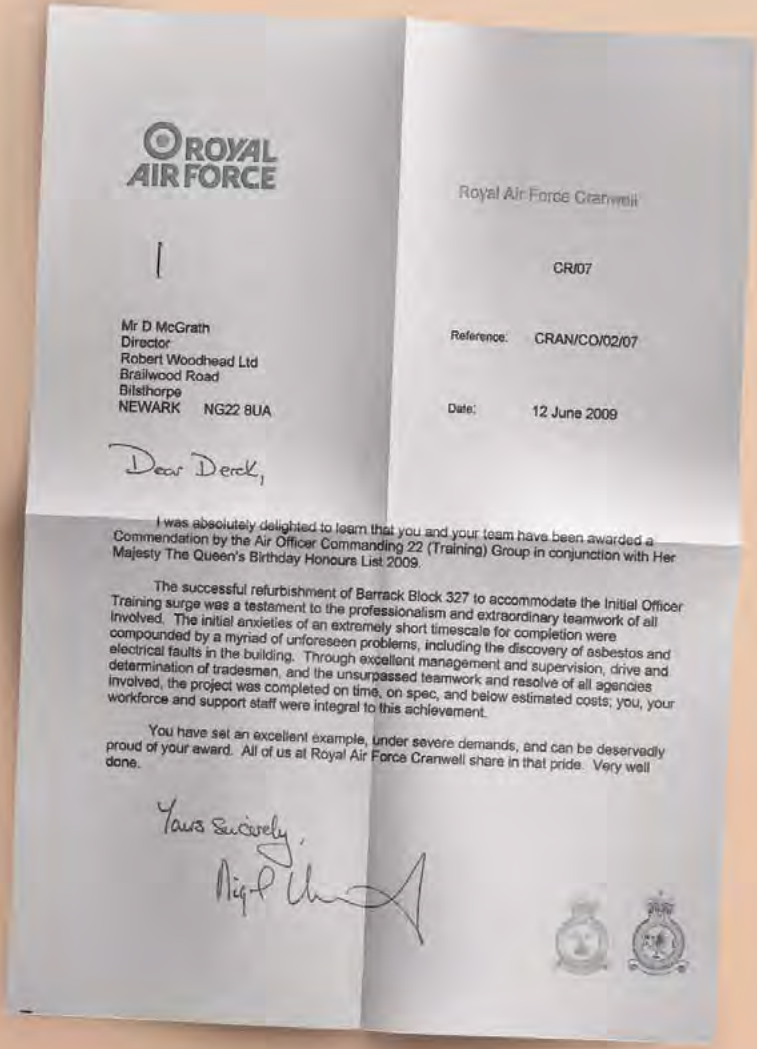 ROYAL
AIR FORCE
Royal Air Force Cranwell
CR/07
Mr D McGrath
Director
Robert Woodhead Ltd
Brailwood Road
Bilsthorpe
NEWARK NG22 8UA
Reference: CRAN/CO/02/07
Date: 12 June 2009
Dear Derck,
I was absolutely delighted to learn that you and your team have been awarded a
Commendation by the Air Officer Commanding 22 (Training) Group in conjunction with Her
Majesty The Queen's Birthday Honours List 2009.
The successful refurbishment of Barrack Block 327 to accommodate the Initial Officer
Training surge was a testament to the professionalism and extraordinary teamwork of all
involved. The initial anxieties of an extremely short timescale for completion were
compounded by a myriad of unforeseen problems, including the discovery of asbestos and
electrical faults in the building. Through excellent management and supervision, drive and
determination of tradesmen, and the unsurpassed teamwork and resolve of all agencies
involved, the project was completed on time, on spec, and below estimated costs; you, your
workforce and support staff were integral to this achievement.
You have set an excellent example, under severe demands, and can be deservedly
proud of your award. All of us at Royal Air Force Cranwell share in that pride. Very well
done.
Yours Sincerely,
Nigel